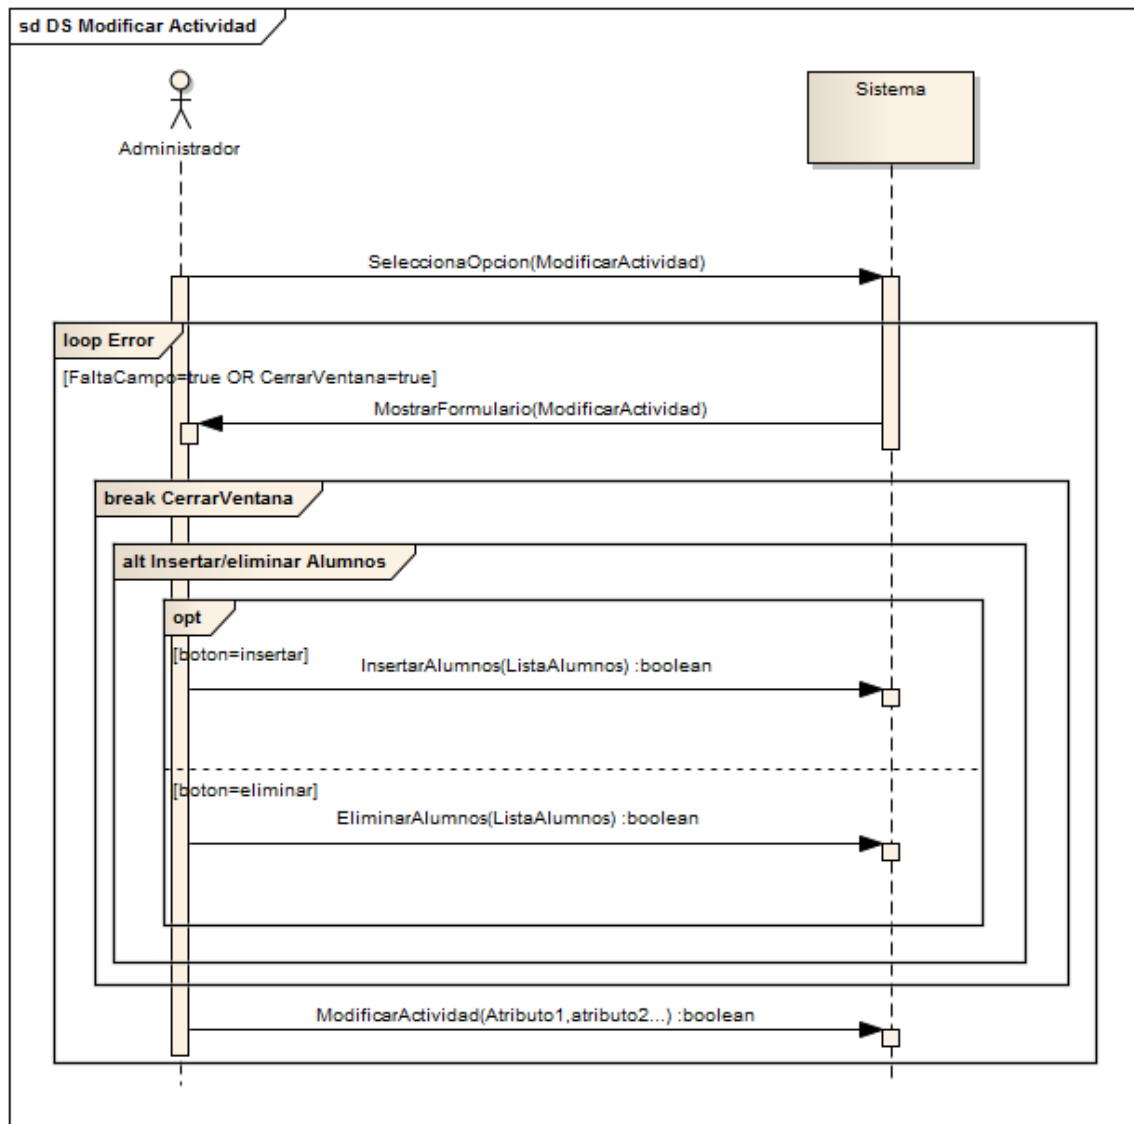 sd DS Modificar Actividad
Administrador
Sistema
SeleccionaOpcion(ModificarActividad)
loop Error
[FaltaCampo=true OR CerrarVentana=true]
MostrarFormulario(ModificarActividad)
break CerrarVentana
alt Insertar/eliminar Alumnos
opt
[boton=insertar]
InsertarAlumnos(ListaAlumnos) :boolean
[boton=eliminar]
EliminarAlumnos(ListaAlumnos) :boolean
ModificarActividad(Atributo1,atributo2...) :boolean